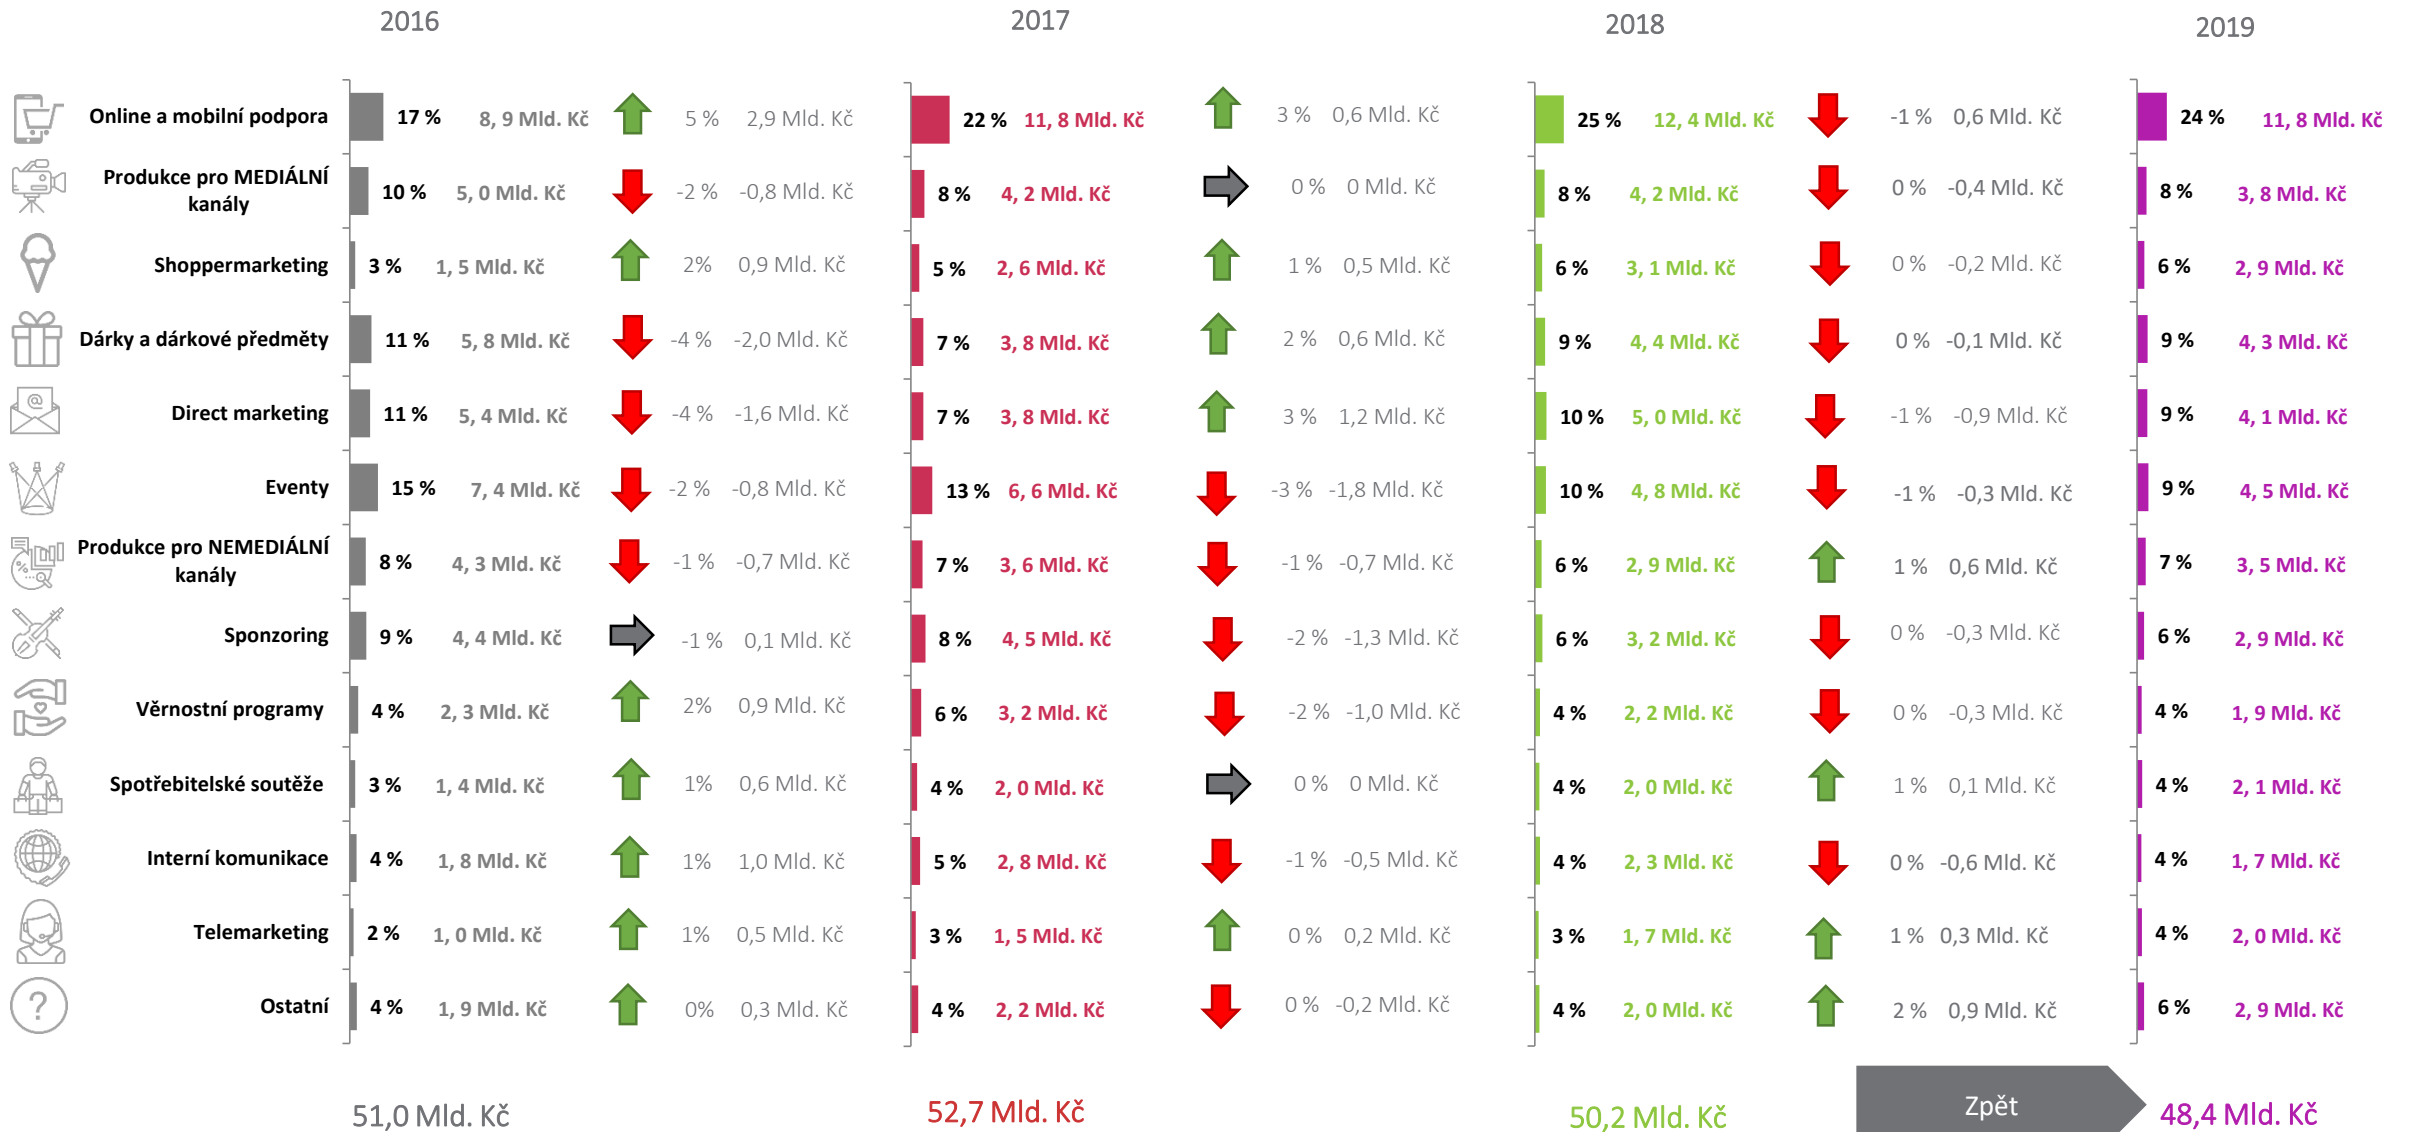 2016 2017 2018 2019
Online a mobilní podpora 17 % 8, 9 Mld. Kč 5 % 2,9 Mld. Kč 22 % 11, 8 Mld. Kč 3 % 0,6 Mld. Kč 25 % 12, 4 Mld. Kč -1 % 0,6 Mld. Kč 24 % 11, 8 Mld. Kč
Produkce pro MEDIÁLNÍ
kanály 10 % 5, 0 Mld. Kč -2 % -0,8 Mld. Kč 8 % 4, 2 Mld. Kč 0 % 0 Mld. Kč 8 % 4, 2 Mld. Kč 0 % -0,4 Mld. Kč 8 % 3, 8 Mld. Kč
Shoppermarketing 3 % 1, 5 Mld. Kč 2% 0,9 Mld. Kč 5 % 2, 6 Mld. Kč 1 % 0,5 Mld. Kč 6 % 3, 1 Mld. Kč 0 % -0,2 Mld. Kč 6 % 2, 9 Mld. Kč
Dárky a dárkové předměty 11 % 5, 8 Mld. Kč -4 % -2,0 Mld. Kč 7 % 3, 8 Mld. Kč 2 % 0,6 Mld. Kč 9 % 4, 4 Mld. Kč 0 % -0,1 Mld. Kč 9 % 4, 3 Mld. Kč
Direct marketing 11 % 5, 4 Mld. Kč -4 % -1,6 Mld. Kč 7 % 3, 8 Mld. Kč 3 % 1,2 Mld. Kč 10 % 5, 0 Mld. Kč -1 % -0,9 Mld. Kč 9 % 4, 1 Mld. Kč
Eventy 15 % 7, 4 Mld. Kč -2 % -0,8 Mld. Kč 13 % 6, 6 Mld. Kč -3 % -1,8 Mld. Kč 10 % 4, 8 Mld. Kč -1 % -0,3 Mld. Kč 9 % 4, 5 Mld. Kč
Produkce pro NEMEDIÁLNÍ
kanály 8 % 4, 3 Mld. Kč -1 % -0,7 Mld. Kč 7 % 3, 6 Mld. Kč -1 % -0,7 Mld. Kč 6 % 2, 9 Mld. Kč 1 % 0,6 Mld. Kč 7 % 3, 5 Mld. Kč
Sponzoring 9 % 4, 4 Mld. Kč -1 % 0,1 Mld. Kč 8 % 4, 5 Mld. Kč -2 % -1,3 Mld. Kč 6 % 3, 2 Mld. Kč 0 % -0,3 Mld. Kč 6 % 2, 9 Mld. Kč
Věrnostní programy 4 % 2, 3 Mld. Kč 2% 0,9 Mld. Kč 6 % 3, 2 Mld. Kč -2 % -1,0 Mld. Kč 4 % 2, 2 Mld. Kč 0 % -0,3 Mld. Kč 4 % 1, 9 Mld. Kč
Spotřebitelské soutěže 3 % 1, 4 Mld. Kč 1% 0,6 Mld. Kč 4 % 2, 0 Mld. Kč 0 % 0 Mld. Kč 4 % 2, 0 Mld. Kč 1 % 0,1 Mld. Kč 4 % 2, 1 Mld. Kč
Interní komunikace 4 % 1, 8 Mld. Kč 1% 1,0 Mld. Kč 5 % 2, 8 Mld. Kč -1 % -0,5 Mld. Kč 4 % 2, 3 Mld. Kč 0 % -0,6 Mld. Kč 4 % 1, 7 Mld. Kč
Telemarketing 2 % 1, 0 Mld. Kč 1% 0,5 Mld. Kč 3 % 1, 5 Mld. Kč 0 % 0,2 Mld. Kč 3 % 1, 7 Mld. Kč 1 % 0,3 Mld. Kč 4 % 2, 0 Mld. Kč
? Ostatní 4 % 1, 9 Mld. Kč 0% 0,3 Mld. Kč 4 % 2, 2 Mld. Kč 0 % -0,2 Mld. Kč 4 % 2, 0 Mld. Kč 2 % 0,9 Mld. Kč 6 % 2, 9 Mld. Kč
51,0 Mld. Kč 52,7 Mld. Kč 50,2 Mld. Kč Zpět 48,4 Mld. Kč